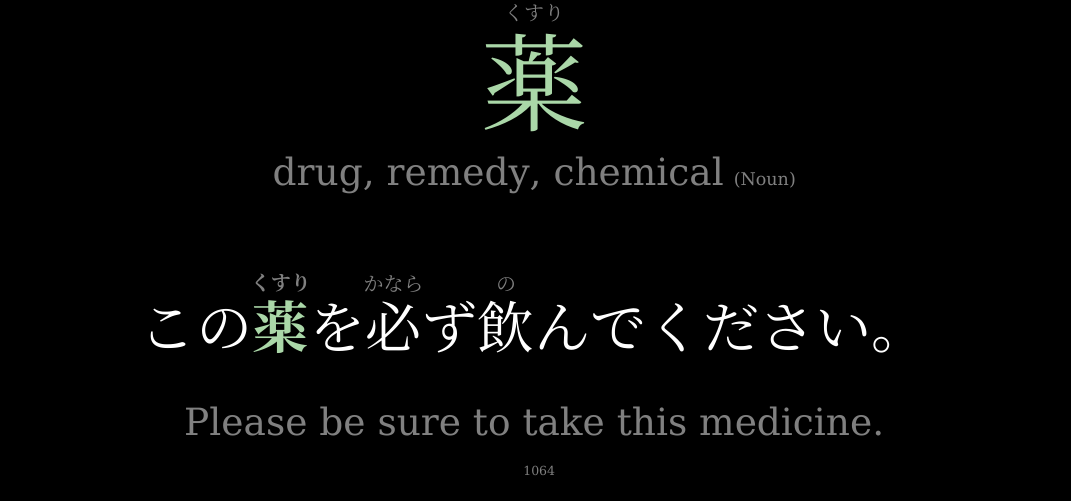 くすり
薬
drug, remedy, chemical (Noun)
くすり かなら の
この薬を必ず飲んでください。
Please be sure to take this medicine.
1064